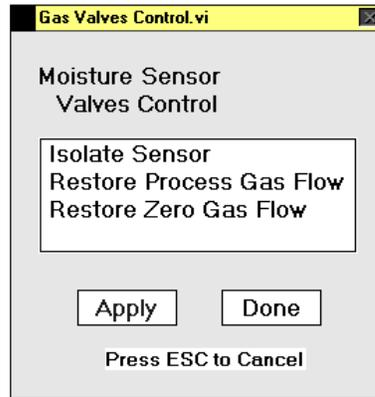 Gas Valves Control.vi
Moisture Sensor
Valves Control
Isolate Sensor
Restore Process Gas Flow
Restore Zero Gas Flow
Apply
Done
Press ESC to Cancel